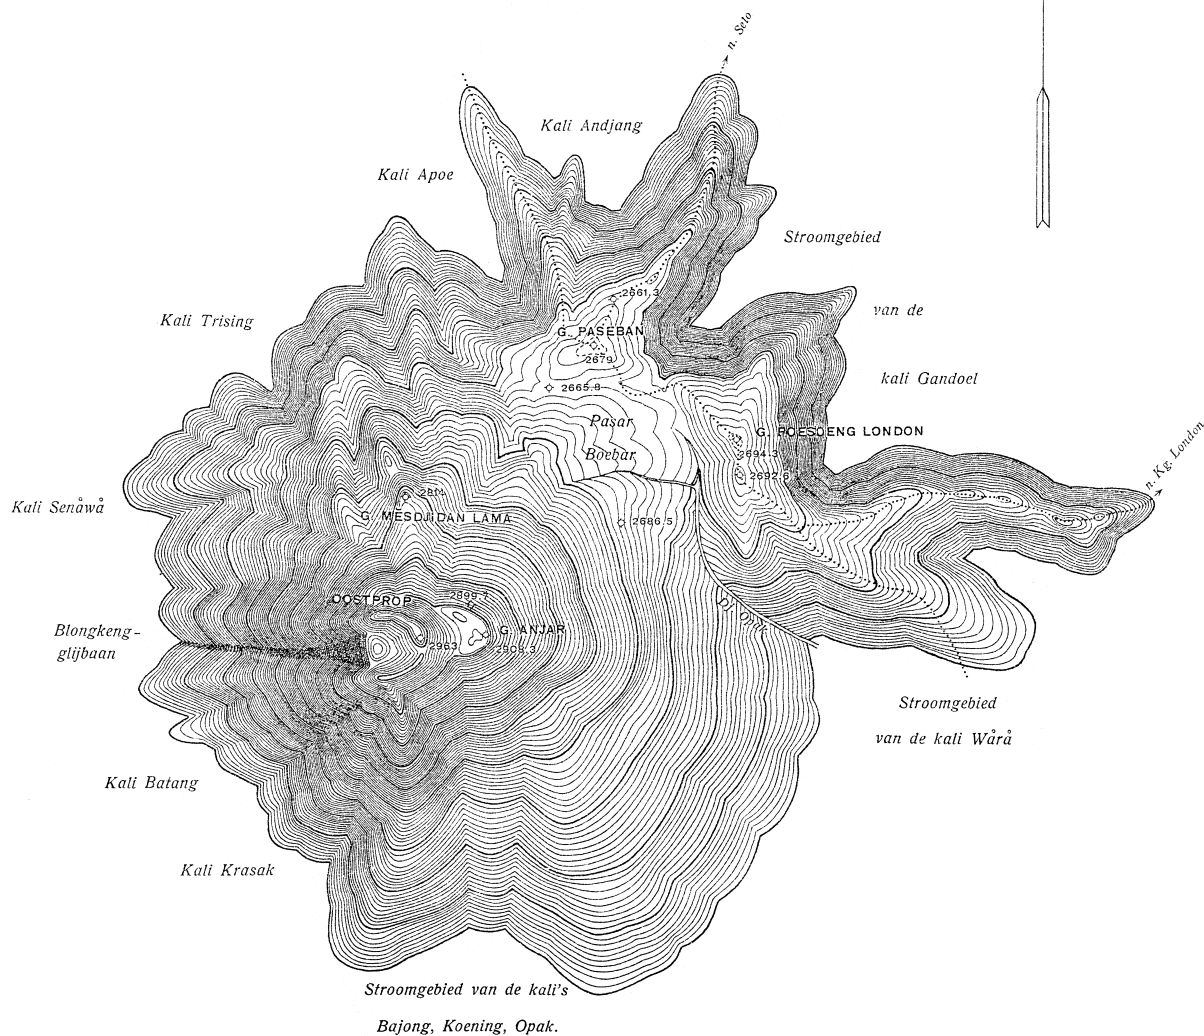 n. Selo
Kali Andjang
Kali Apoe
Stroomgebied
van de
kali Gandoel
Kali Trising
2661.3
G. PASEBAN
2679
2665.8
Pasar
Boebar
G. POESOENG LONDON
2694.3
2692.6
n. Kg. London
2811
G. MESDJIDAN LAMA
2686.5
Kali Senåwå
OOSTPROP
2899.7
G. ANJAR
2963
2908.3
Blongkeng-
glijbaan
Stroomgebied
van de kali Wårå
Kali Batang
Kali Krasak
Stroomgebied van de kali's
Bajong, Koening, Opak.